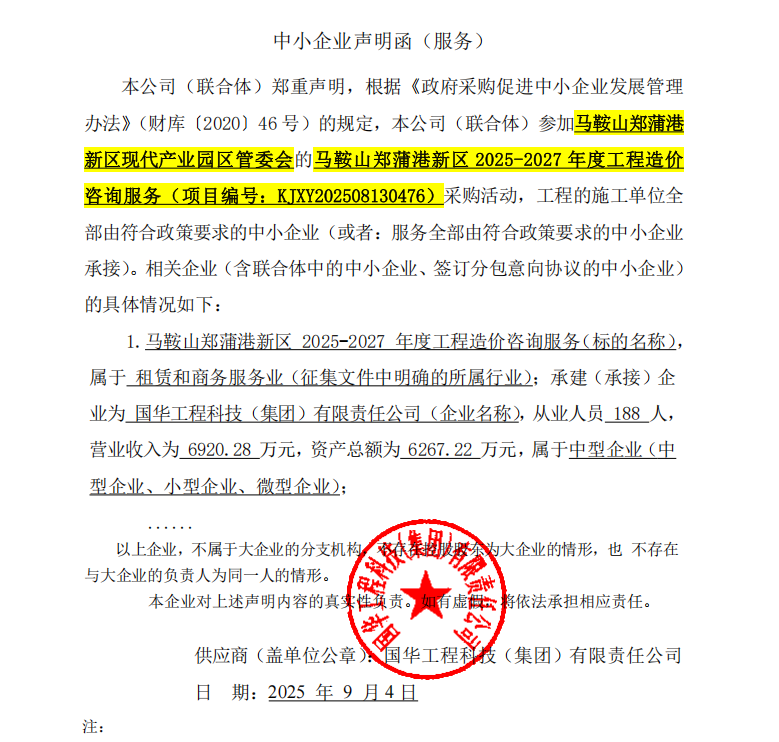 中小企业声明函（服务）
本公司（联合体）郑重声明，根据《政府采购促进中小企业发展管理
办法》（财库〔2020〕46 号）的规定，本公司（联合体）参加马鞍山郑蒲港
新区现代产业园区管委会的马鞍山郑蒲港新区 2025-2027 年度工程造价
咨询服务（项目编号：KJXY202508130476）采购活动，工程的施工单位全
部由符合政策要求的中小企业（或者：服务全部由符合政策要求的中小企业
承接）。相关企业（含联合体中的中小企业、签订分包意向协议的中小企业）
的具体情况如下：
1. 马鞍山郑蒲港新区 2025-2027 年度工程造价咨询服务（标的名称），
属于 租赁和商务服务业（征集文件中明确的所属行业）；承建（承接）企
业为 国华工程科技（集团）有限责任公司（企业名称），从业人员 188 人，
营业收入为 6920.28 万元，资产总额为 6267.22 万元，属于中型企业（中
型企业、小型企业、微型企业）；
......
以上企业，不属于大企业的分支机构，不存在控股股东为大企业的情形，也 不存在
与大企业的负责人为同一人的情形。
本企业对上述声明内容的真实性负责。如有虚假，将依法承担相应责任。
国华工程科技（集团）有限责任公司
供应商（盖单位公章）：国华工程科技（集团）有限责任公司
日 期：2025 年 9 月 4 日
注：